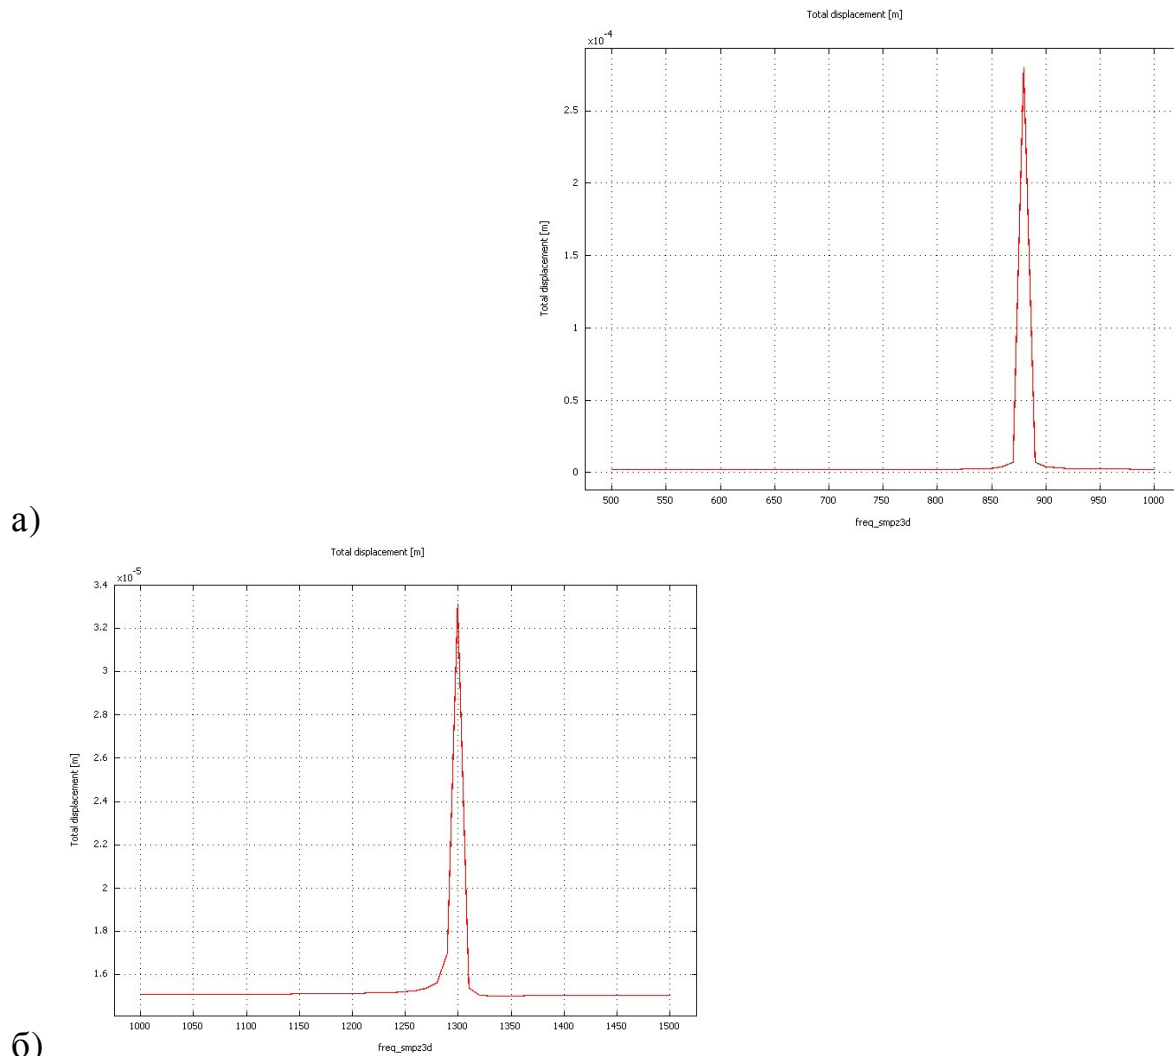 Total displacement [m]
x10-4
2.5
2
1.5
1
0.5
0
Total displacement [m]
500 550 600 650 700 750 800 850 900 950 1000
freq_smpz3d
а)
Total displacement [m]
x10-5
3.4
3.2
3
2.8
2.6
2.4
2.2
2
1.8
1.6
Total displacement [m]
1000 1050 1100 1150 1200 1250 1300 1350 1400 1450 1500
freq_smpz3d
б)